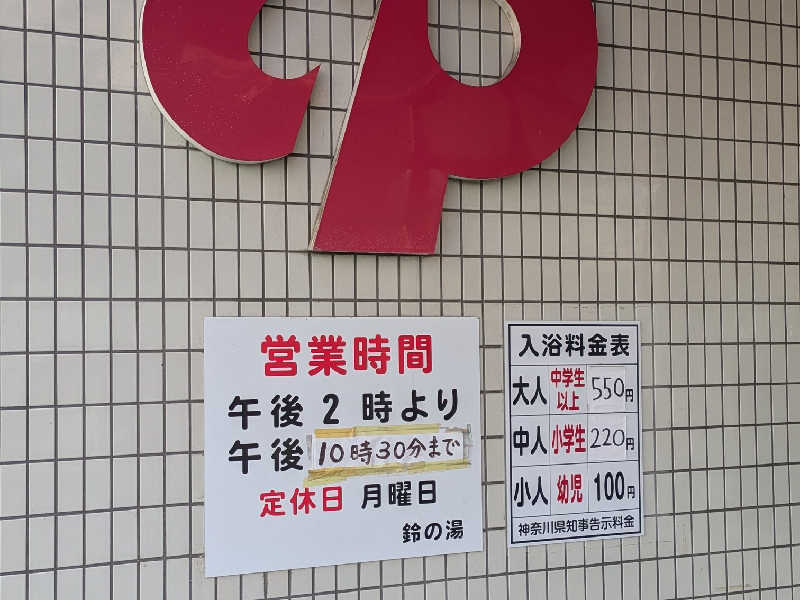 営業時間
午後 2 時より
午後 10時30分まで
定休日 月曜日
鈴の湯
入浴料金表
大人 中学生以上 550円
中人 小学生 220円
小人 幼児 100円
神奈川県知事告示料金